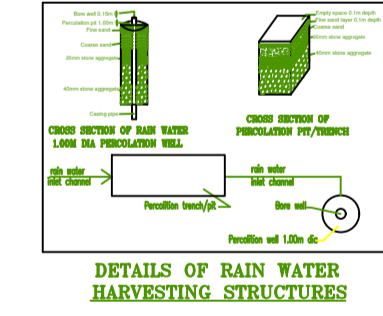 Bore well 0.15m
Percolation pit 1.00m
Fine sand
Coarse sand
20mm stone aggregate
40mm stone aggregate
Casing pipe
CROSS SECTION OF RAIN WATER
1.00M DIA PERCOLATION WELL
Empty space 0.1m depth
Fine sand layer 0.1m depth
Coarse sand
20mm stone aggregate
40mm stone aggregate
CROSS SECTION OF
PERCOLATION PIT/TRENCH
rain water
inlet channel
Percolition trench/pit
rain water
inlet channel
Bore well
Percolition well 1.00m dic
DETAILS OF RAIN WATER
HARVESTING STRUCTURES